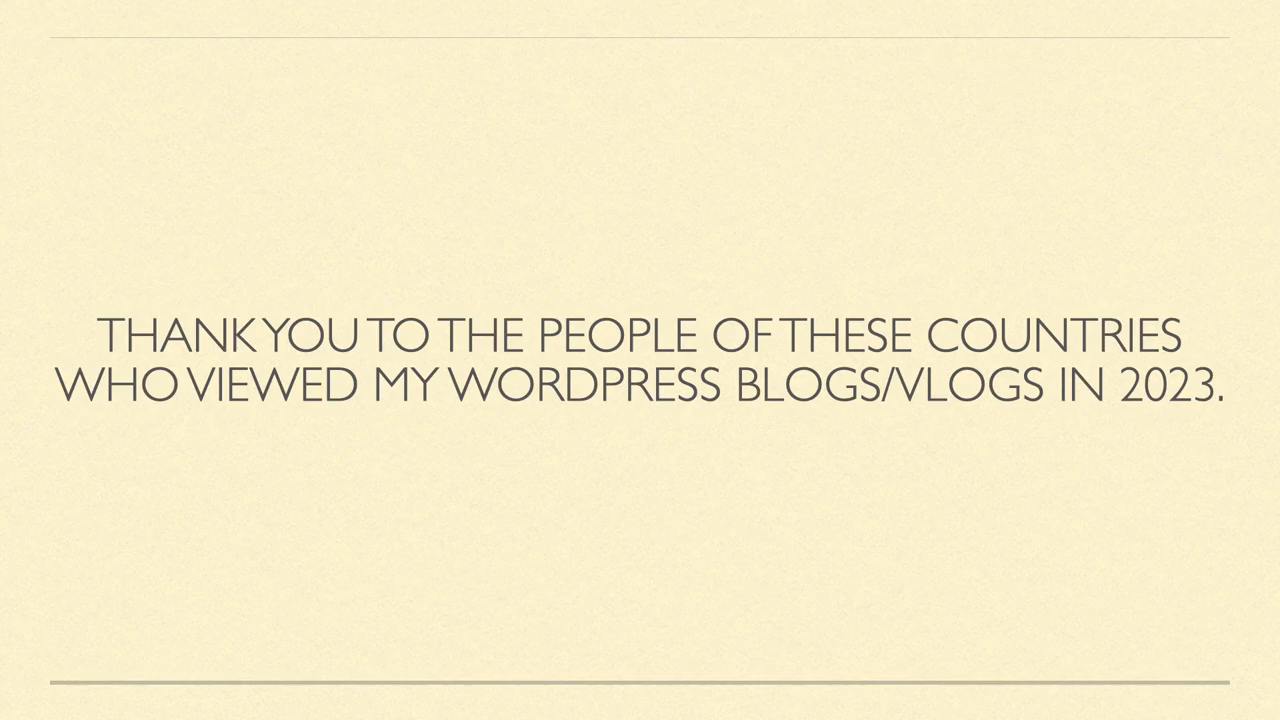 THANK YOU TO THE PEOPLE OF THESE COUNTRIES
WHO VIEWED MY WORDPRESS BLOGS/VLOGS IN 2023.